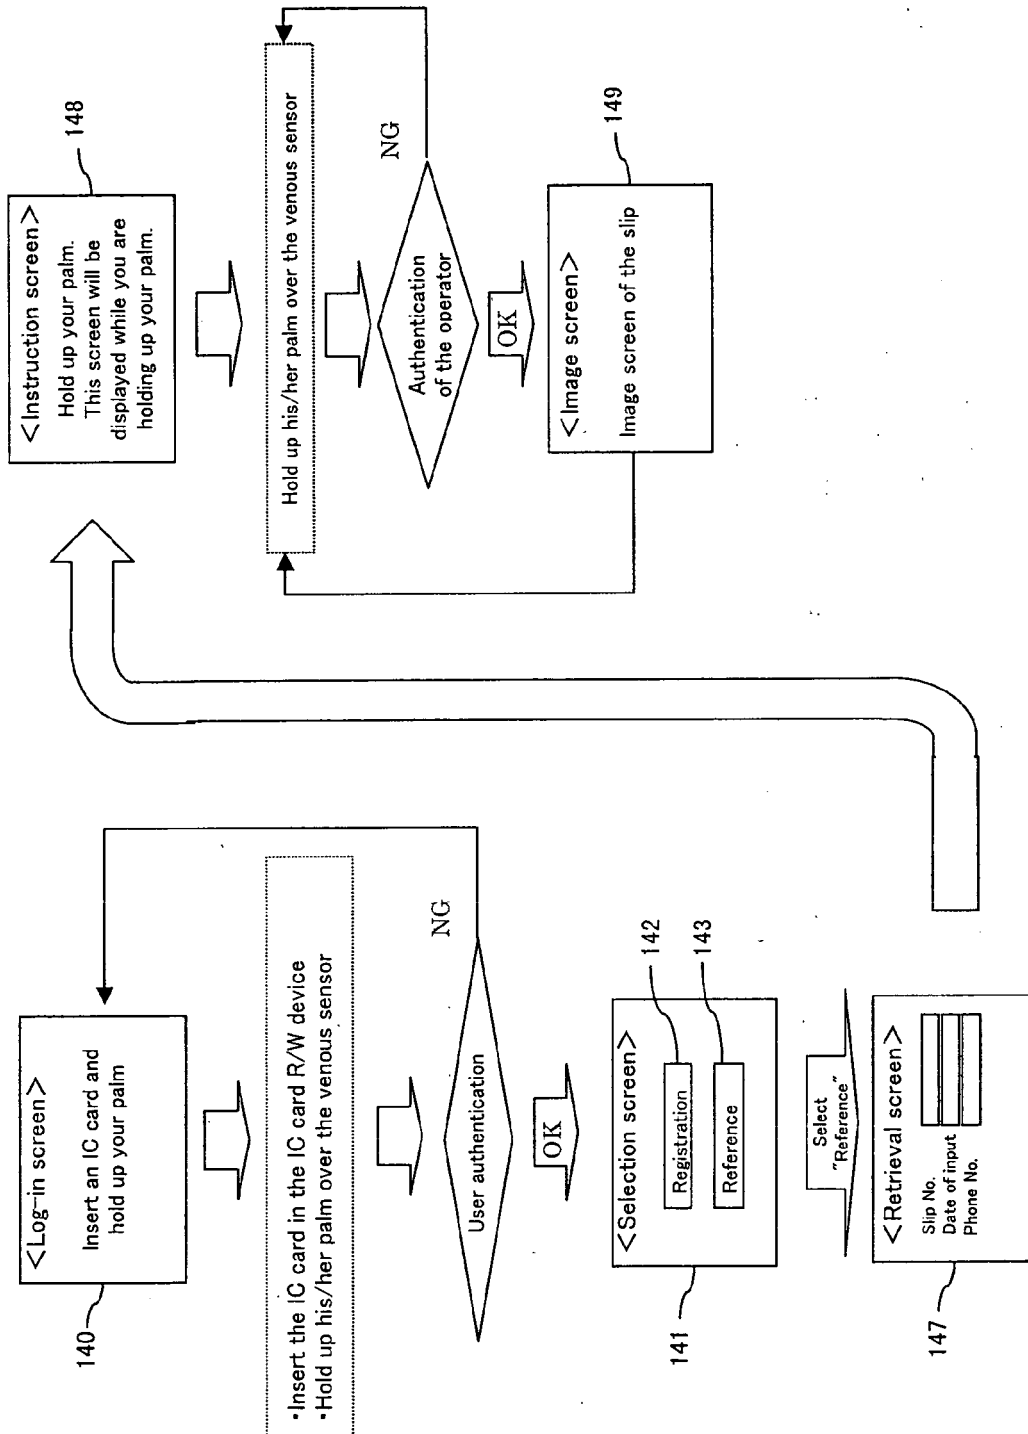 <Log-in screen>
Insert an IC card and
hold up your palm
140
•Insert the IC card in the IC card R/W device
•Hold up his/her palm over the venous sensor
User authentication
NG
OK
<Selection screen>
Registration
Reference
141
142
143
Select
"Reference"
<Retrieval screen>
Slip No.
Date of input
Phone No.
147
<Instruction screen>
Hold up your palm.
This screen will be
displayed while you are
holding up your palm.
148
Hold up his/her palm over the venous sensor
Authentication
of the operator
NG
OK
<Image screen>
Image screen of the slip
149